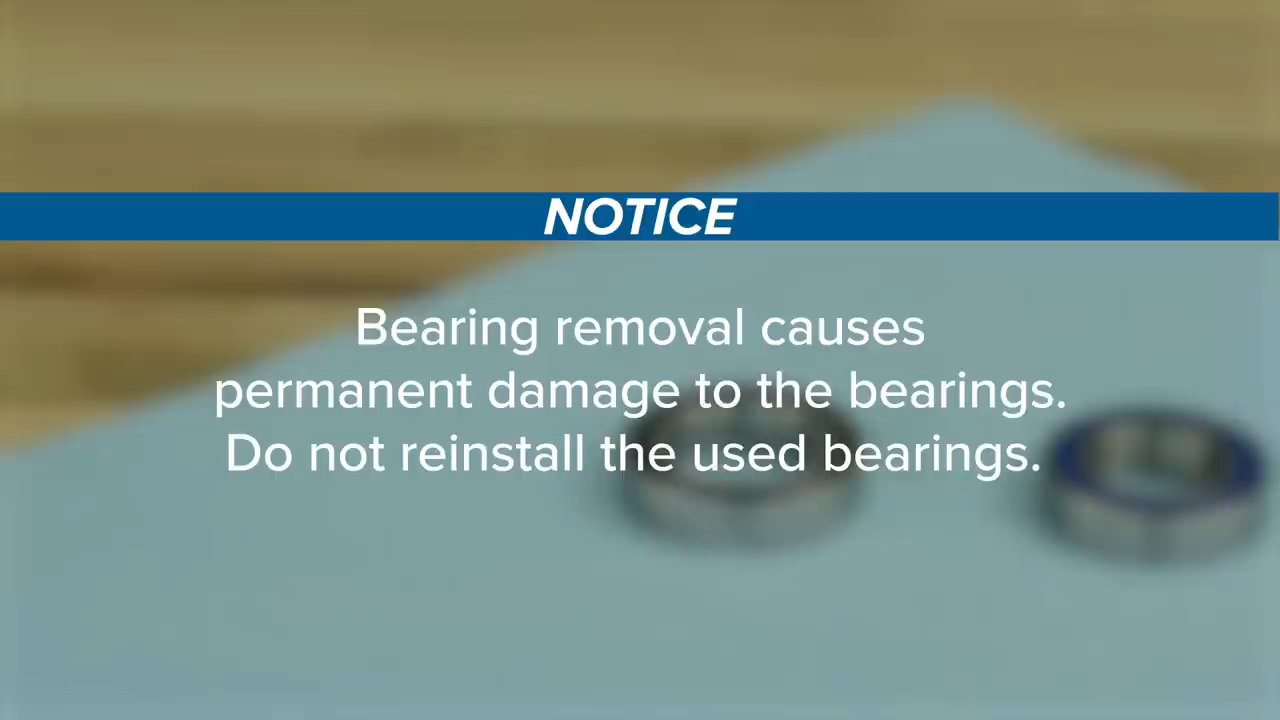 NOTICE
Bearing removal causes
permanent damage to the bearings.
Do not reinstall the used bearings.